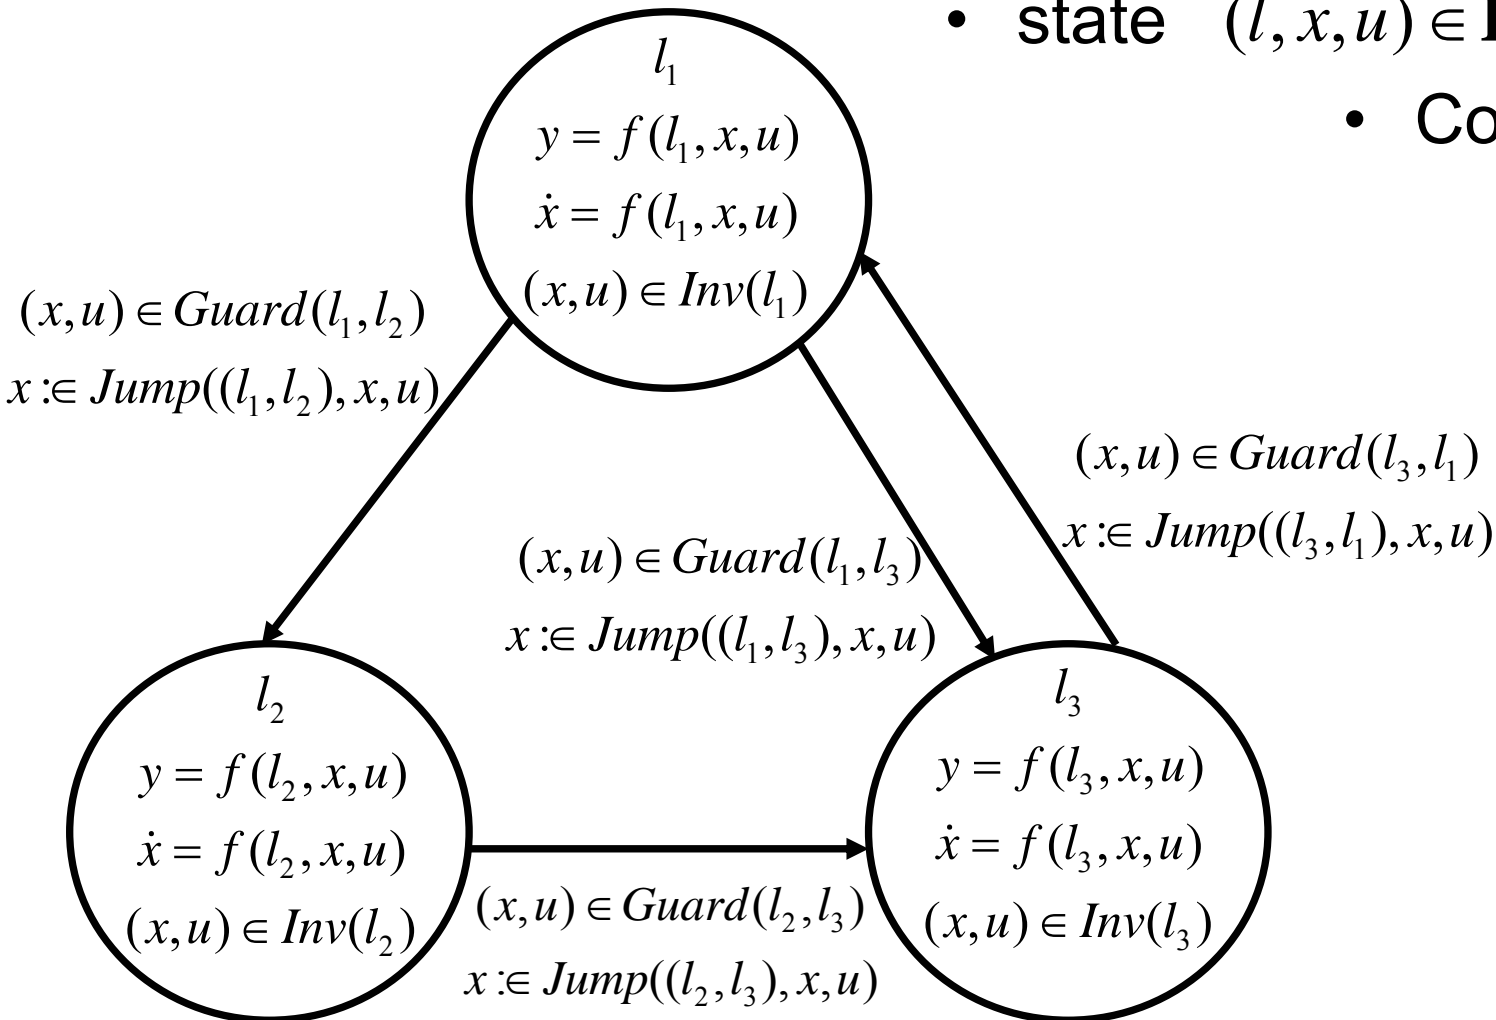 • state (l, x, u) ∈
•
l₁
y = f(l₁, x, u)
ẋ = f(l₁, x, u)
(x, u) ∈ Inv(l₁)
(x, u) ∈ Guard(l₁, l₂)
x :∈ Jump((l₁, l₂), x, u)
(x, u) ∈ Guard(l₃, l₁)
x :∈ Jump((l₃, l₁), x, u)
(x, u) ∈ Guard(l₁, l₃)
x :∈ Jump((l₁, l₃), x, u)
l₂
y = f(l₂, x, u)
ẋ = f(l₂, x, u)
(x, u) ∈ Inv(l₂)
l₃
y = f(l₃, x, u)
ẋ = f(l₃, x, u)
(x, u) ∈ Inv(l₃)
(x, u) ∈ Guard(l₂, l₃)
x :∈ Jump((l₂, l₃), x, u)